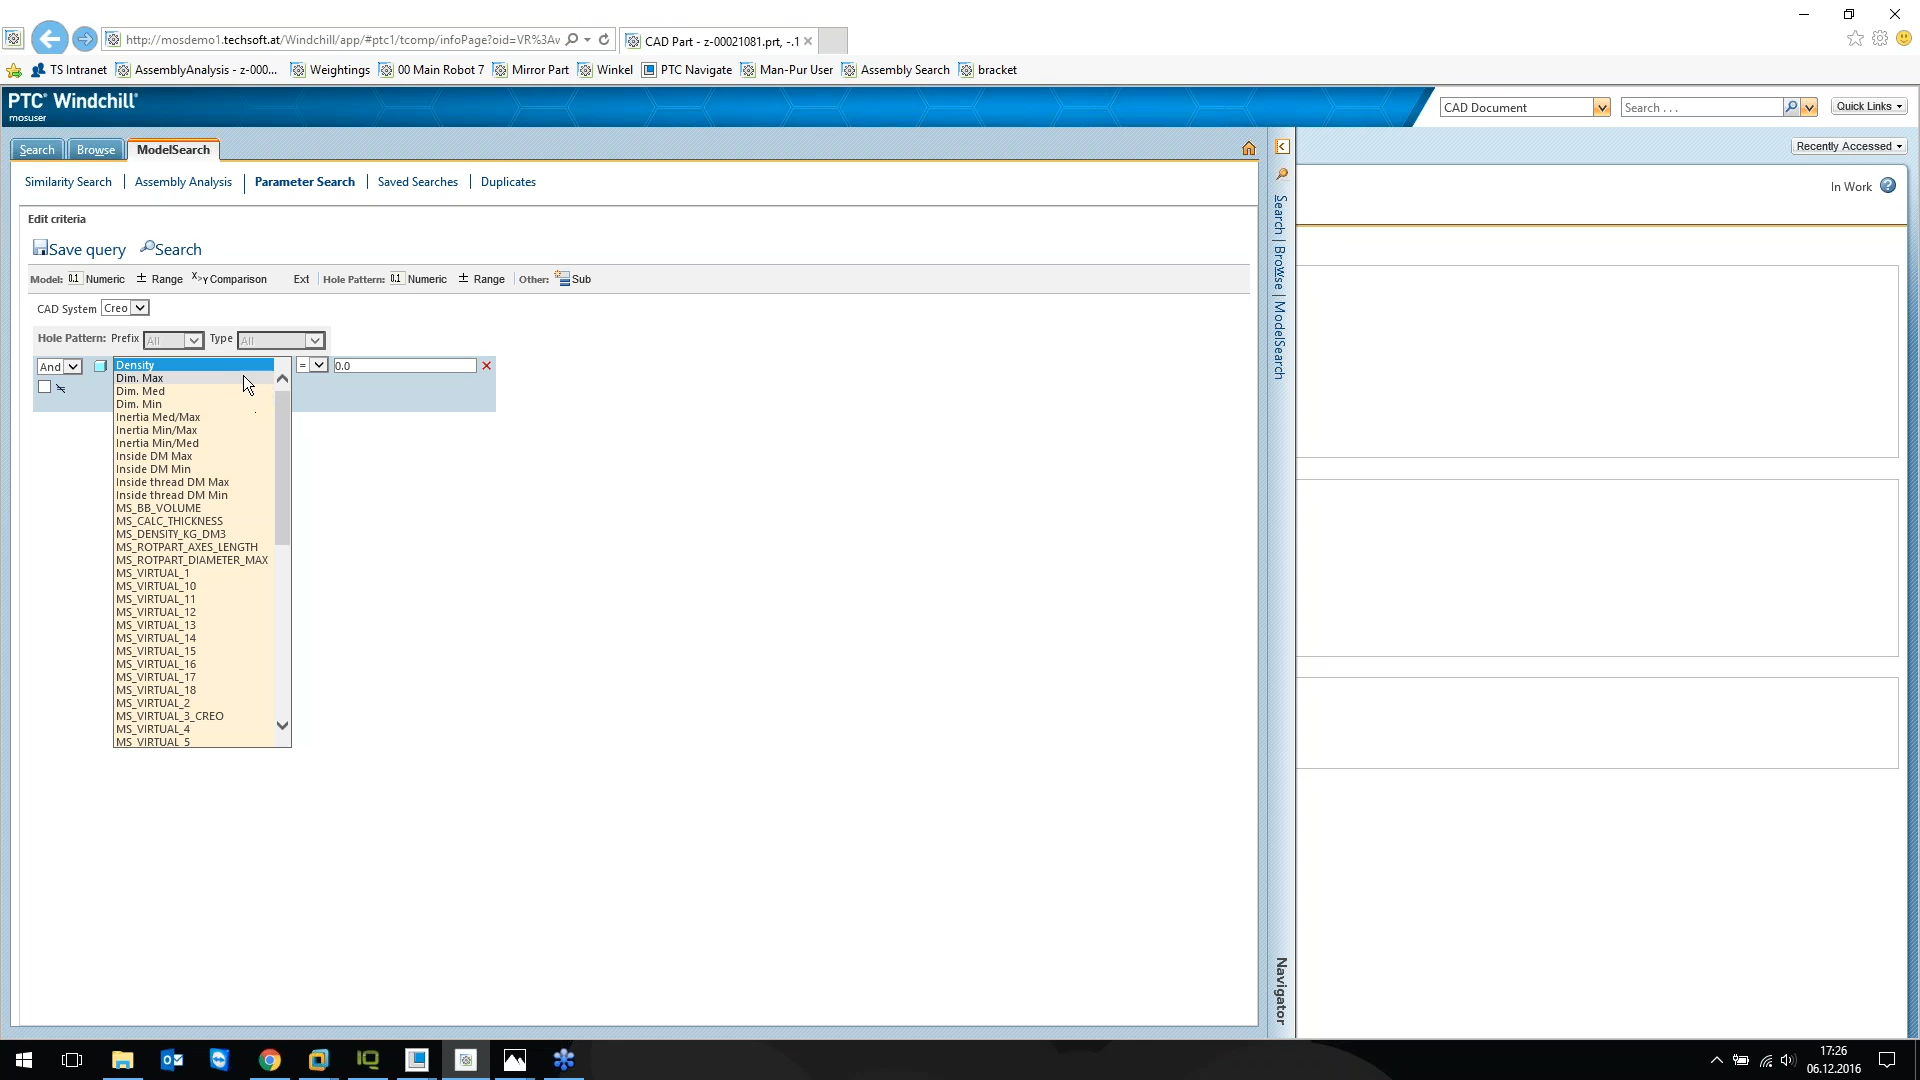 http://mosdemo1.techsoft.at/Windchill/app/#ptc1/tcomp/infoPage?oid=VR%3Av
CAD Part - z-00021081.prt, -.1
TS Intranet
AssemblyAnalysis - z-000...
Weightings
00 Main Robot 7
Mirror Part
Winkel
PTC Navigate
Man-Pur User
Assembly Search
bracket
PTC® Windchill®
mosuser
CAD Document
Search . . .
Quick Links
Search
Browse
ModelSearch
Recently Accessed
Similarity Search
Assembly Analysis
Parameter Search
Saved Searches
Duplicates
In Work
Edit criteria
Save query
Search
Model: 0.1 Numeric ± Range X>Y Comparison Ext Hole Pattern: 0.1 Numeric ± Range Other: Sub
CAD System Creo
Hole Pattern: Prefix All Type All
And
Density
= 0.0
Dim. Max
Dim. Med
Dim. Min
Inertia Med/Max
Inertia Min/Max
Inertia Min/Med
Inside DM Max
Inside DM Min
Inside thread DM Max
Inside thread DM Min
MS_BB_VOLUME
MS_CALC_THICKNESS
MS_DENSITY_KG_DM3
MS_ROTPART_AXES_LENGTH
MS_ROTPART_DIAMETER_MAX
MS_VIRTUAL_1
MS_VIRTUAL_10
MS_VIRTUAL_11
MS_VIRTUAL_12
MS_VIRTUAL_13
MS_VIRTUAL_14
MS_VIRTUAL_15
MS_VIRTUAL_16
MS_VIRTUAL_17
MS_VIRTUAL_18
MS_VIRTUAL_2
MS_VIRTUAL_3_CREO
MS_VIRTUAL_4
MS_VIRTUAL_5
Search | Browse | ModelSearch
Navigator
17:26
06.12.2016